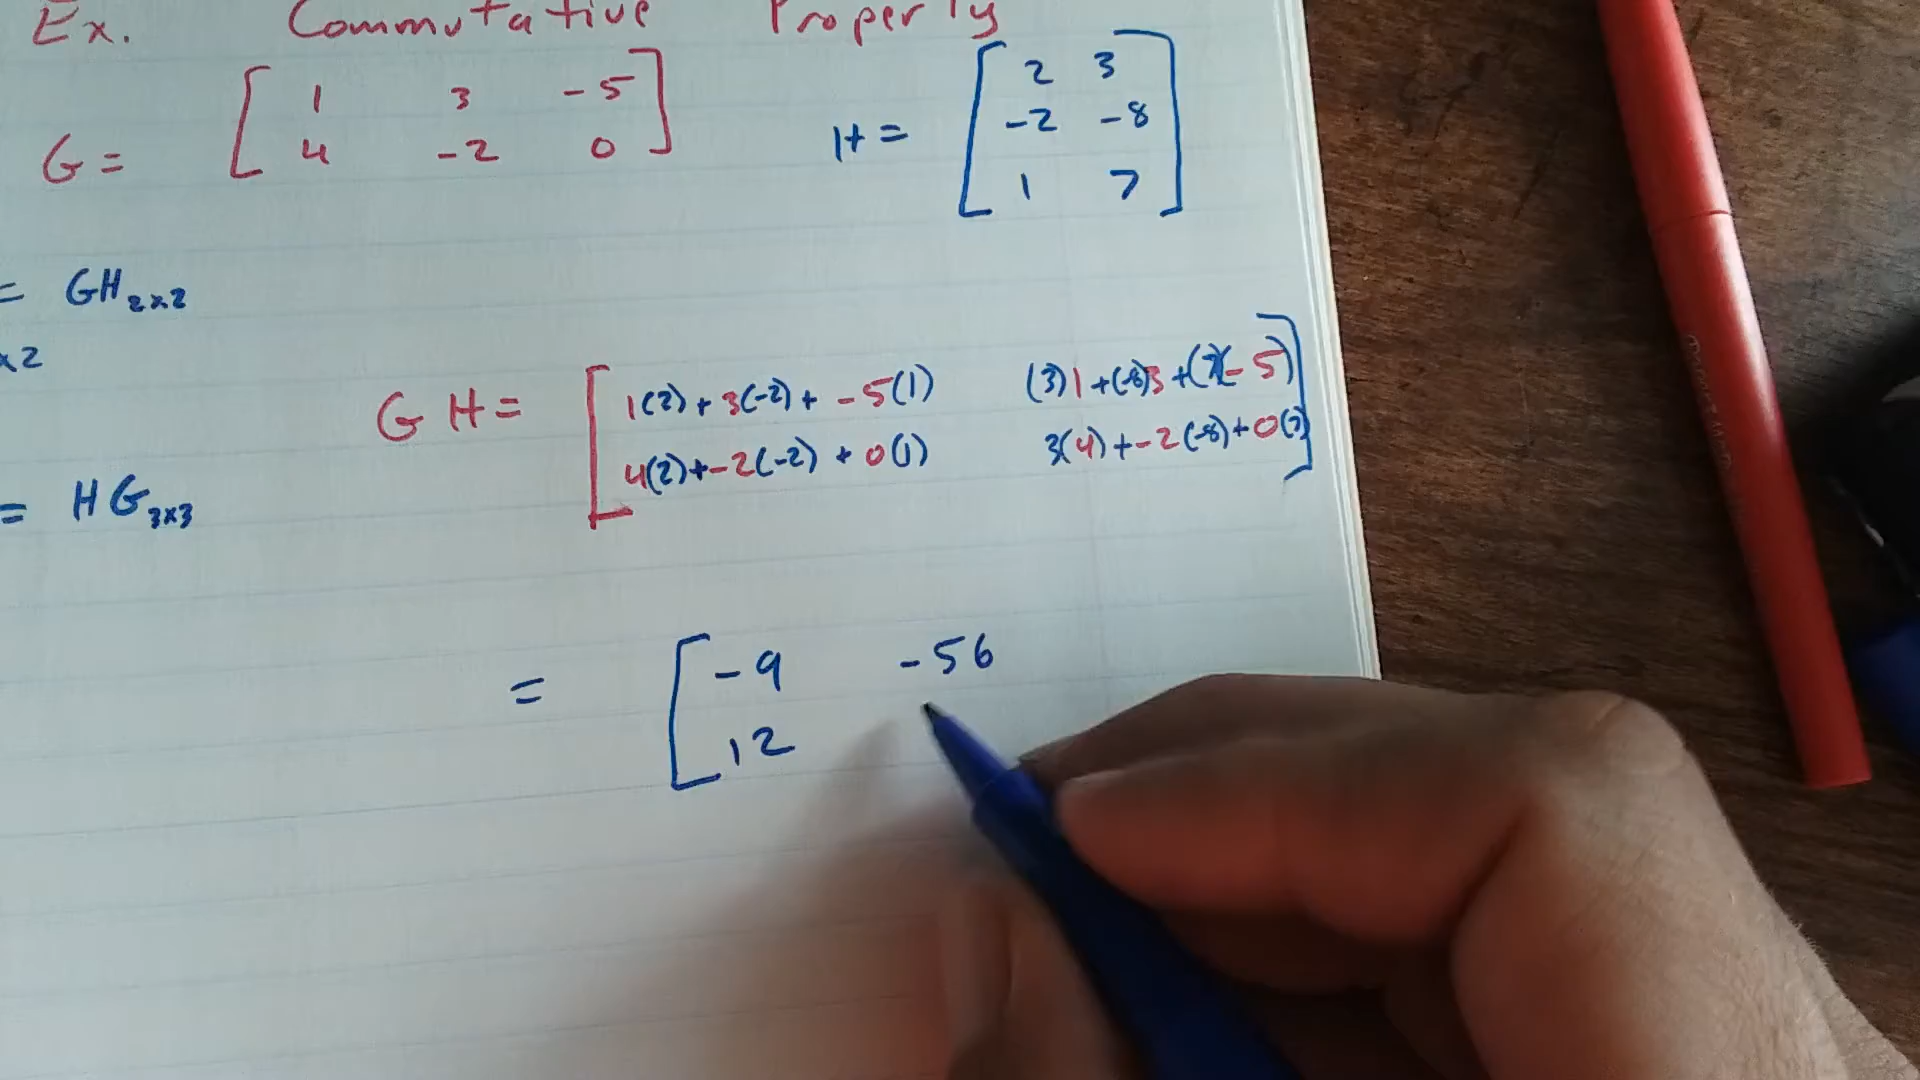 Ex. Commutative Property
G = [ 1 3 -5
4 -2 0 ]
H = [ 2 3
-2 -8
1 7 ]
= GH2x2
x2
GH = [ 1(2) + 3(-2) + -5(1) (3)1 + (-8)3 + (7)(-5)
4(2) + -2(-2) + 0(1) 3(4) + -2(-8) + 0(7) ]
= HG3x3
= [ -9 -56
12